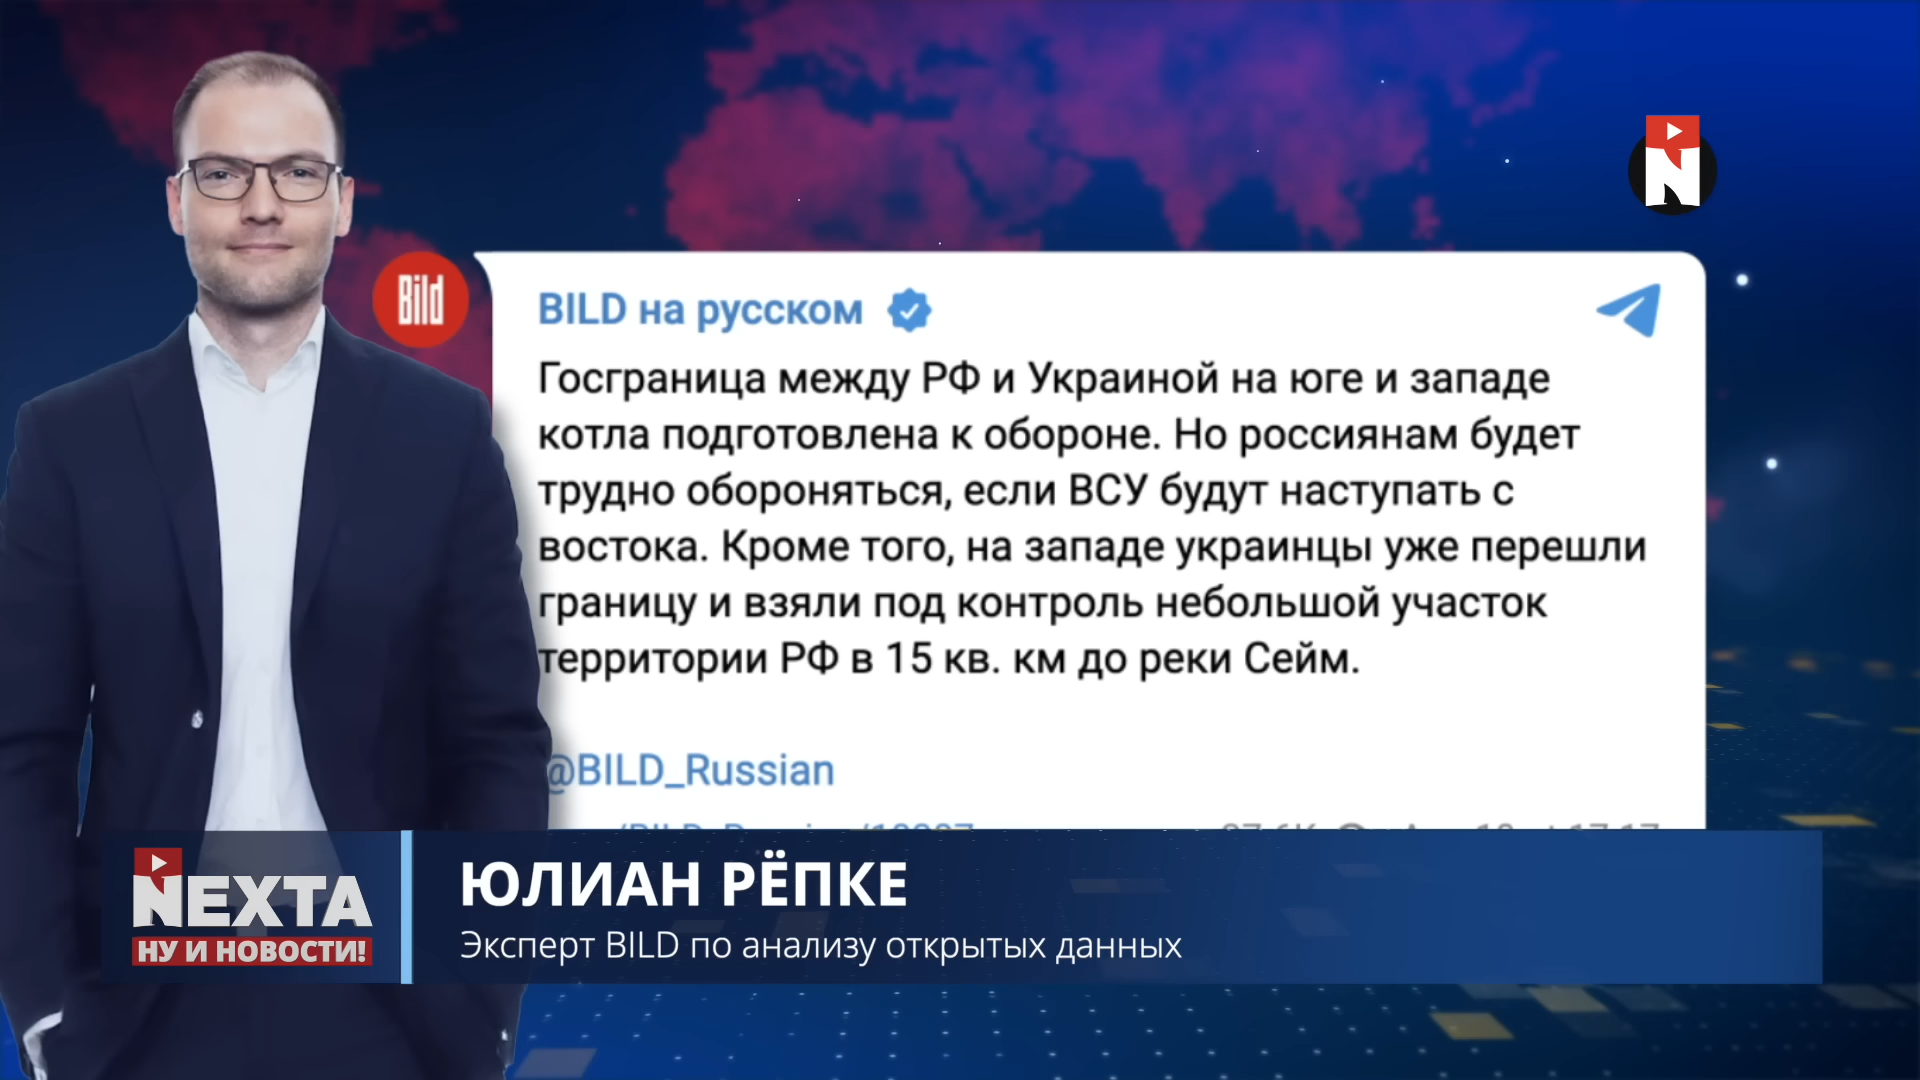 Bild
BILD на русском
Госграница между РФ и Украиной на юге и западе
котла подготовлена к обороне. Но россиянам будет
трудно обороняться, если ВСУ будут наступать с
востока. Кроме того, на западе украинцы уже перешли
границу и взяли под контроль небольшой участок
территории РФ в 15 кв. км до реки Сейм.
@BILD_Russian
N
NEXTA
НУ И НОВОСТИ!
ЮЛИАН РЁПКЕ
Эксперт BILD по анализу открытых данных